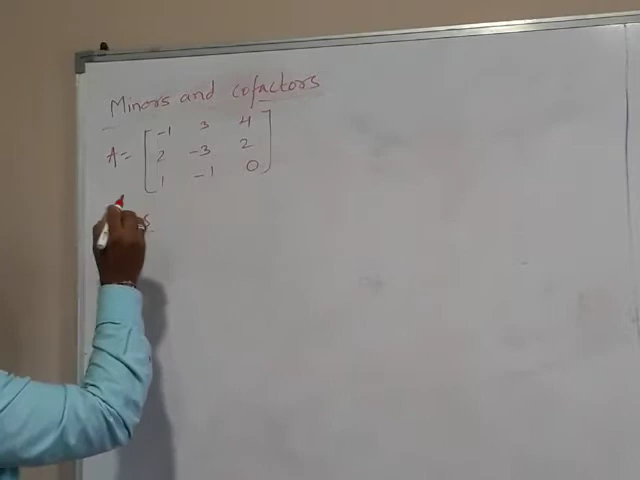 Minors and cofactors
-1 3 4
A = 2 -3 2
1 -1 0